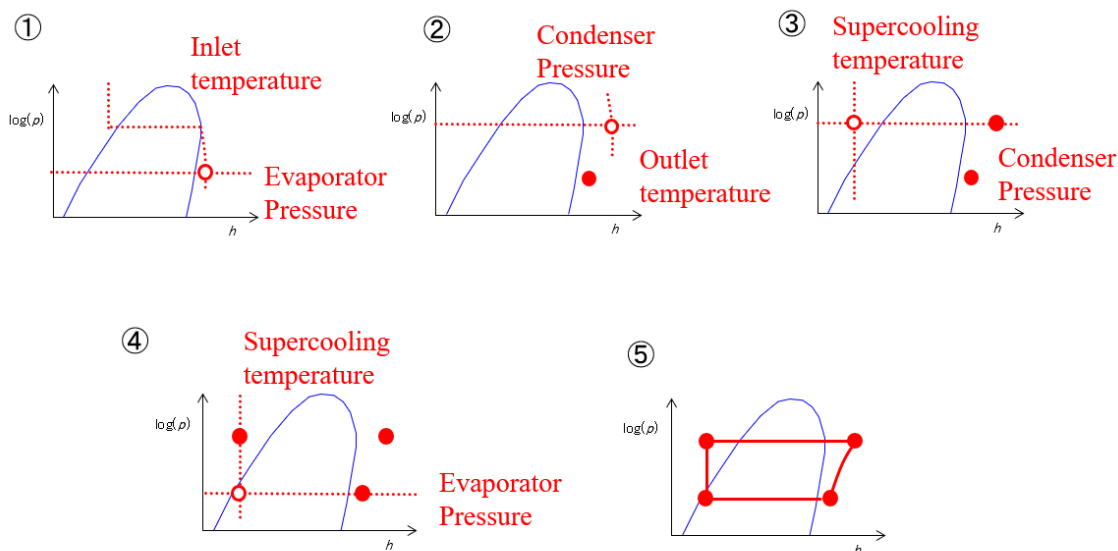 ①
Inlet
temperature
log(p)
Evaporator
Pressure
h
②
Condenser
Pressure
log(p)
Outlet
temperature
h
③
Supercooling
temperature
log(p)
Condenser
Pressure
h
④
Supercooling
temperature
log(p)
Evaporator
Pressure
h
⑤
log(p)
h